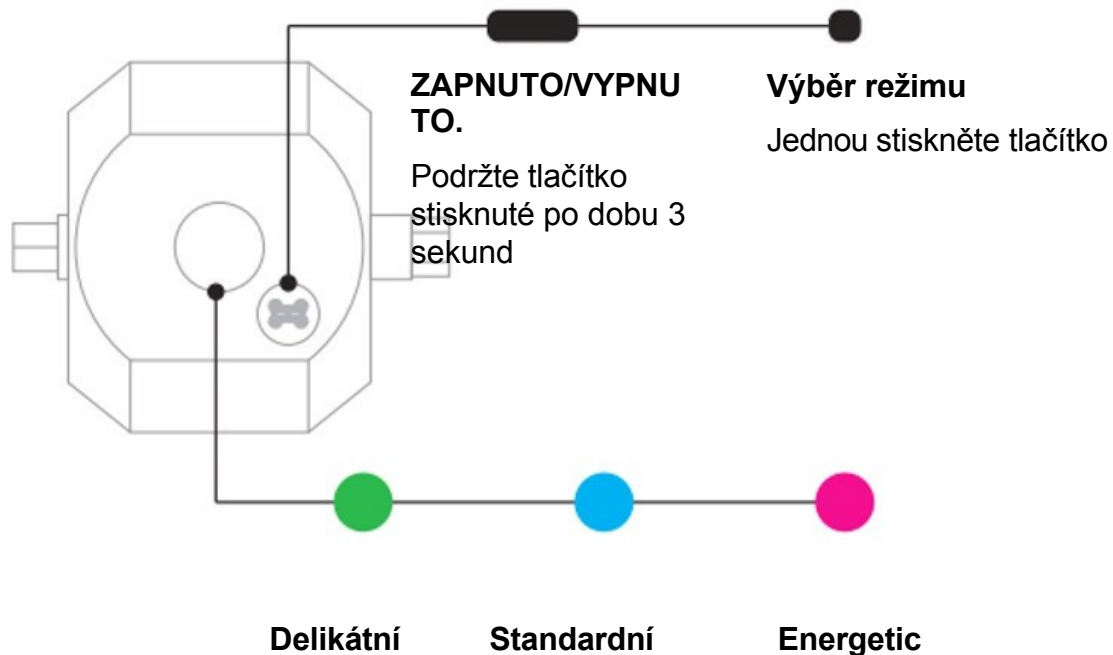 ZAPNUTO/VYPNU
TO.
Podržte tlačítko
stisknuté po dobu 3
sekund
Výběr režimu
Jednou stiskněte tlačítko
Delikátní
Standardní
Energetic